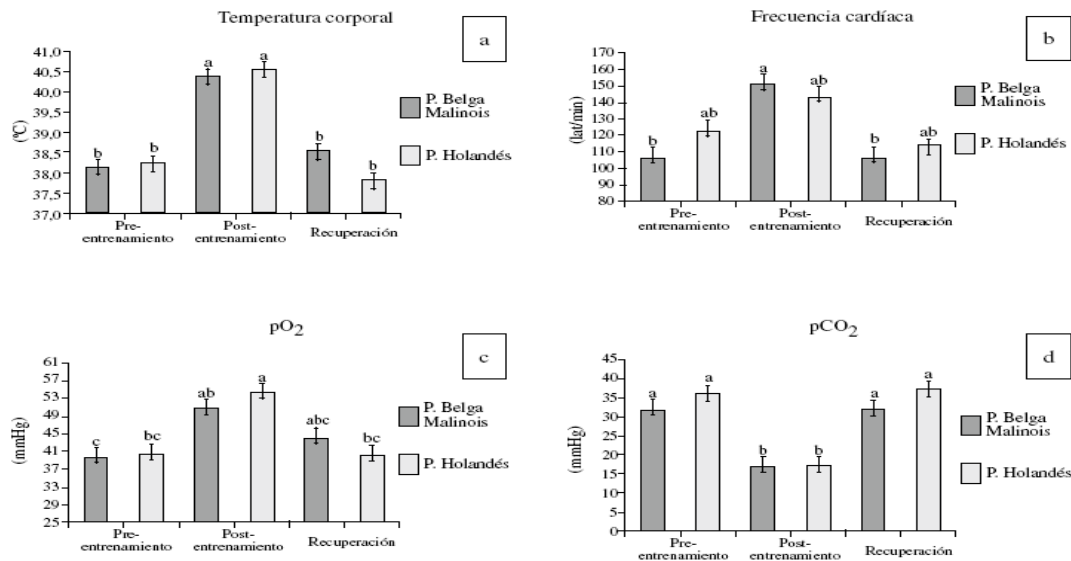 Temperatura corporal
a
41,0
40,5
40,0
39,5
39,0
38,5
38,0
37,5
37,0
(ºC)
b
b
a
a
b
b
Pre-
entrenamiento
Post-
entrenamiento
Recuperación
P. Belga
Malinois
P. Holandés
Frecuencia cardíaca
b
170
160
150
140
130
120
110
100
90
80
(lat/min)
b
ab
a
ab
b
ab
Pre-
entrenamiento
Post-
entrenamiento
Recuperación
P. Belga
Malinois
P. Holandés
pO2
c
61
57
53
49
45
41
37
33
29
25
(mmHg)
c
bc
ab
a
abc
bc
Pre-
entrenamiento
Post-
entrenamiento
Recuperación
P. Belga
Malinois
P. Holandés
pCO2
d
45
40
35
30
25
20
15
10
5
0
(mmHg)
a
a
b
b
a
a
Pre-
entrenamiento
Post-
entrenamiento
Recuperación
P. Belga
Malinois
P. Holandés